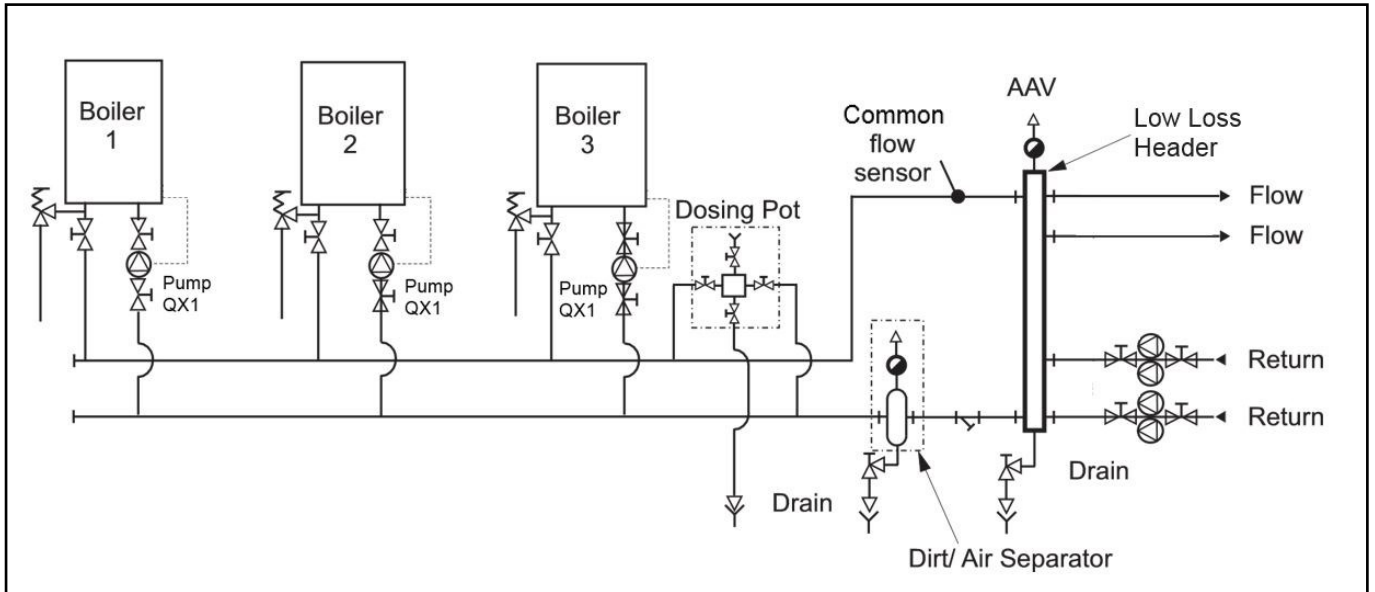 Boiler
1
Boiler
2
Boiler
3
Pump
QX1
Pump
QX1
Pump
QX1
Dosing Pot
Common
flow
sensor
AAV
Low Loss
Header
Flow
Flow
Return
Return
Drain
Drain
Dirt/ Air Separator